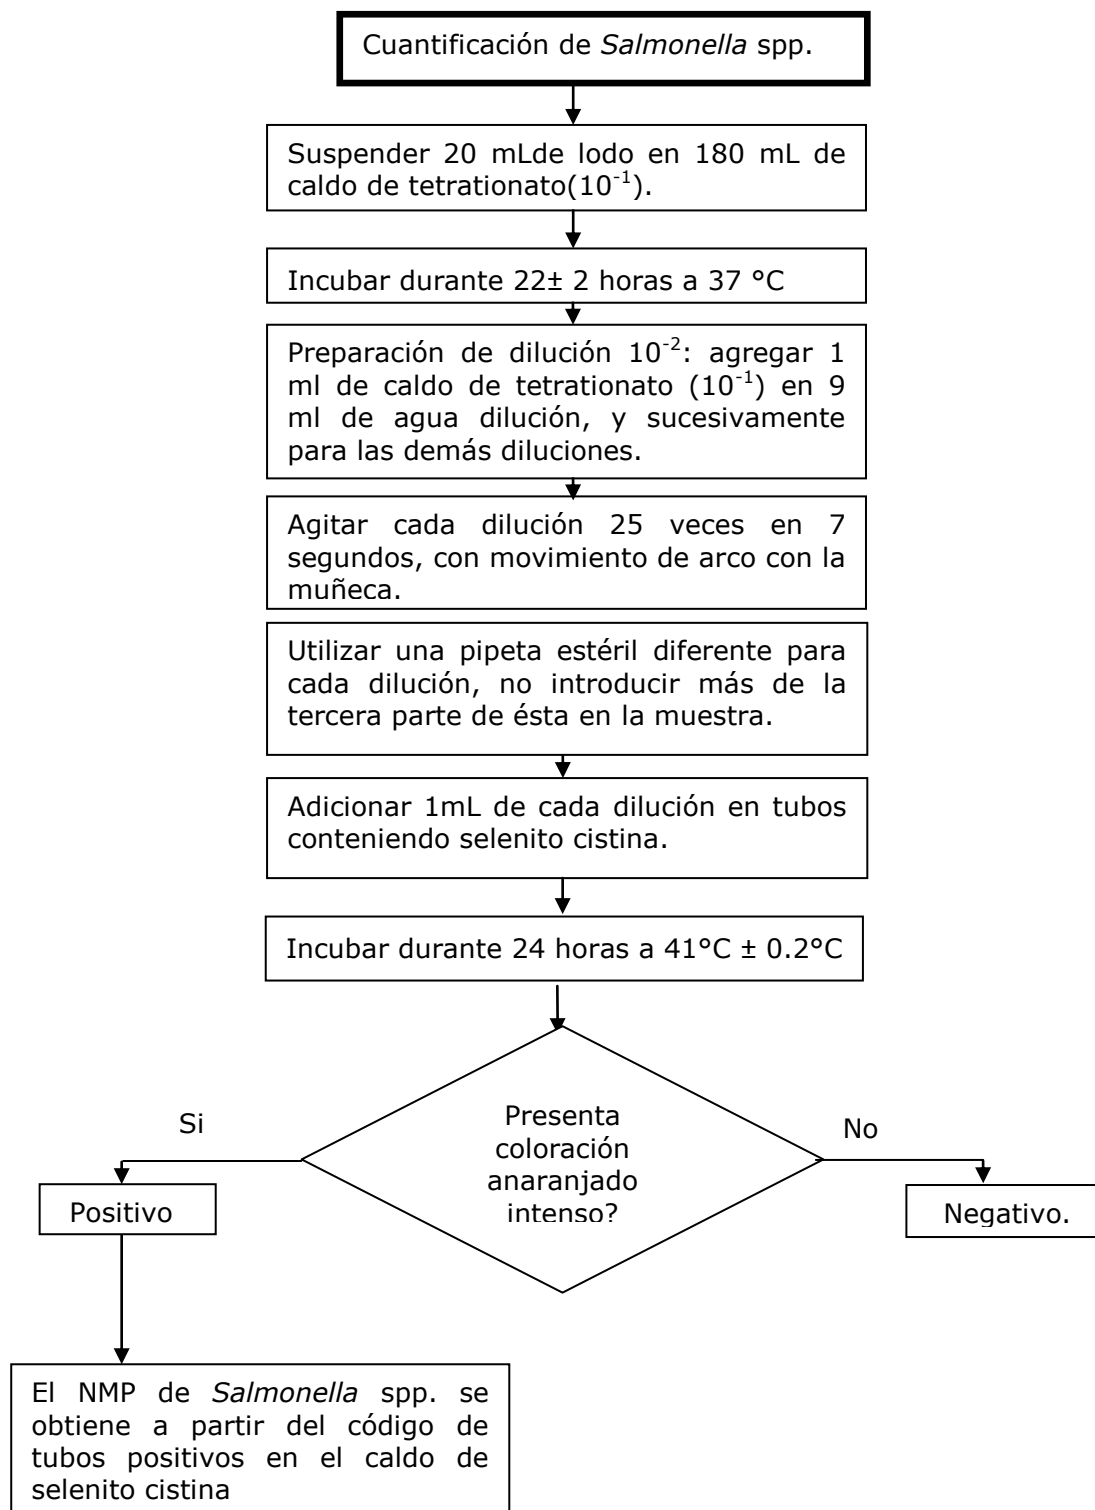 Cuantificación de Salmonella spp.
Suspender 20 mLde lodo en 180 mL de
caldo de tetrationato(10⁻¹).
Incubar durante 22± 2 horas a 37 °C
Preparación de dilución 10⁻²: agregar 1
ml de caldo de tetrationato (10⁻¹) en 9
ml de agua dilución, y sucesivamente
para las demás diluciones.
Agitar cada dilución 25 veces en 7
segundos, con movimiento de arco con la
muñeca.
Utilizar una pipeta estéril diferente para
cada dilución, no introducir más de la
tercera parte de ésta en la muestra.
Adicionar 1mL de cada dilución en tubos
conteniendo selenito cistina.
Incubar durante 24 horas a 41°C ± 0.2°C
Presenta
coloración
anaranjado
intenso?
Si
No
Positivo
Negativo.
El NMP de Salmonella spp. se
obtiene a partir del código de
tubos positivos en el caldo de
selenito cistina